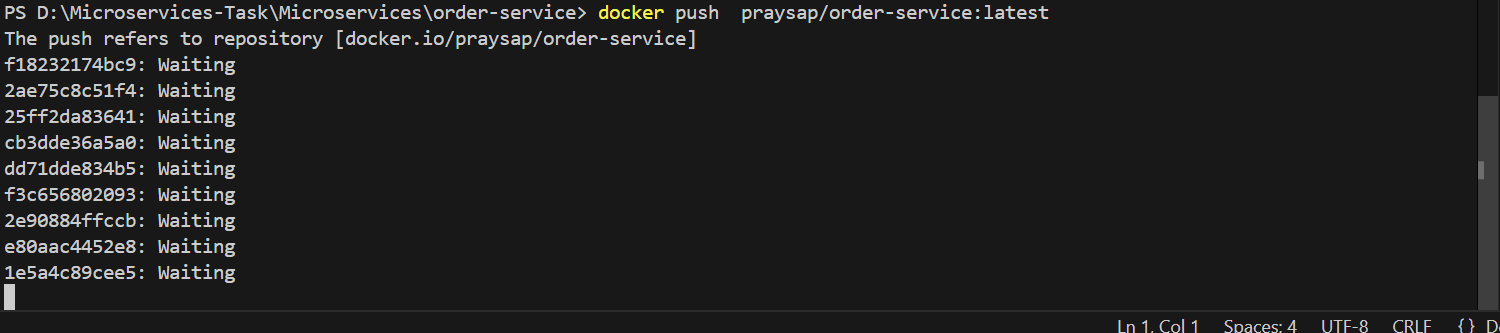 PS D:\Microservices-Task\Microservices\order-service> docker push  praysap/order-service:latest
The push refers to repository [docker.io/praysap/order-service]
f18232174bc9: Waiting
2ae75c8c51f4: Waiting
25ff2da83641: Waiting
cb3dde36a5a0: Waiting
dd71dde834b5: Waiting
f3c656802093: Waiting
2e90884ffccb: Waiting
e80aac4452e8: Waiting
1e5a4c89cee5: Waiting
Ln 1, Col 1 Spaces: 4 UTF-8 CRLF {}